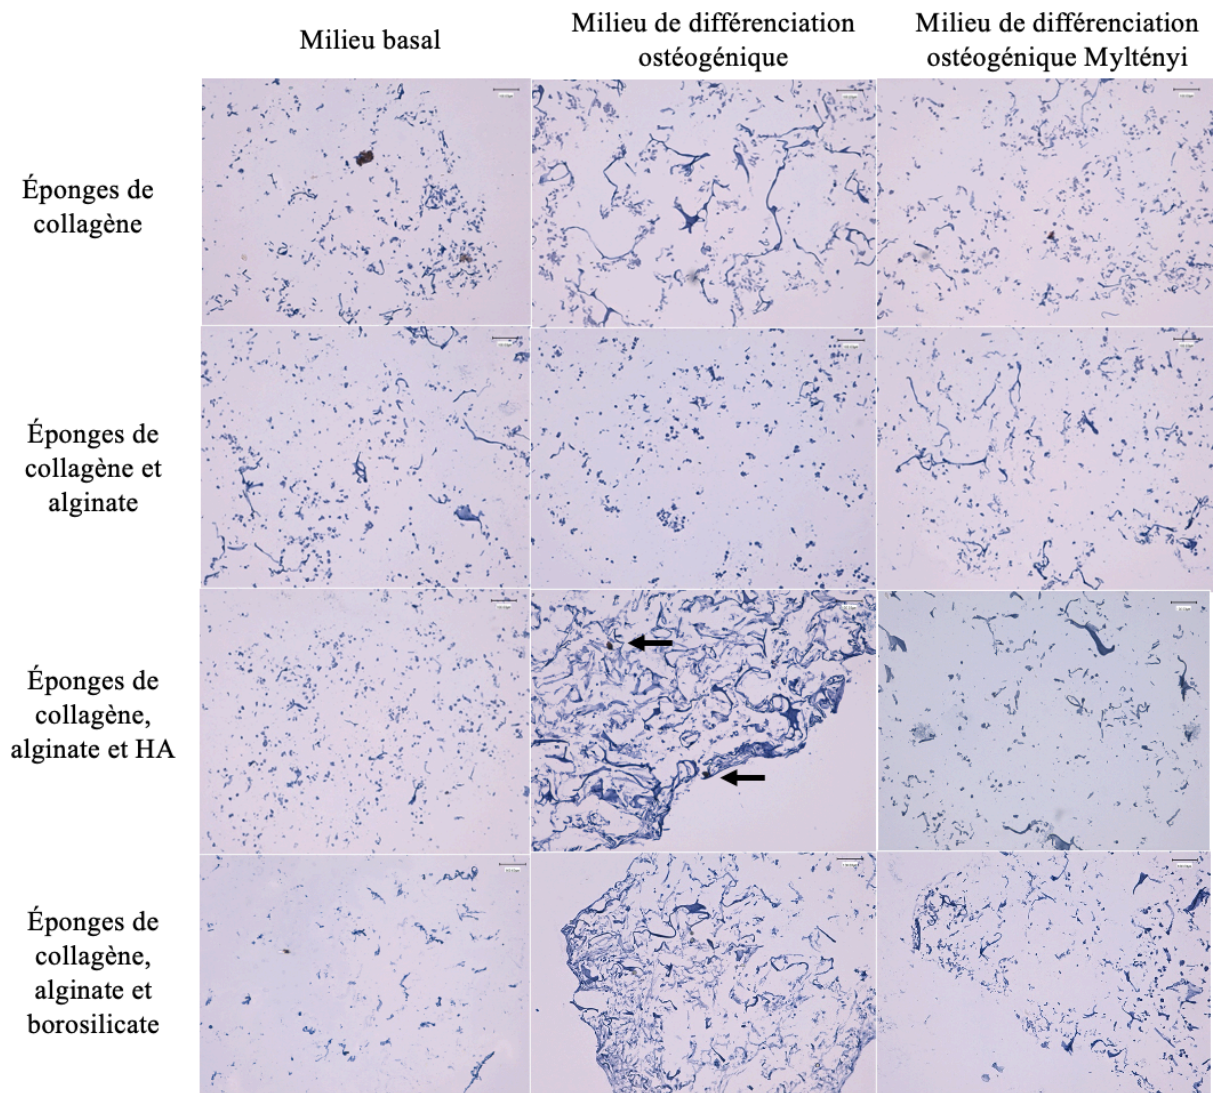 Milieu basal
Milieu de différenciation
ostéogénique
Milieu de différenciation
ostéogénique Myltényi
Éponges de
collagène
Éponges de
collagène et
alginate
Éponges de
collagène,
alginate et HA
Éponges de
collagène,
alginate et
borosilicate